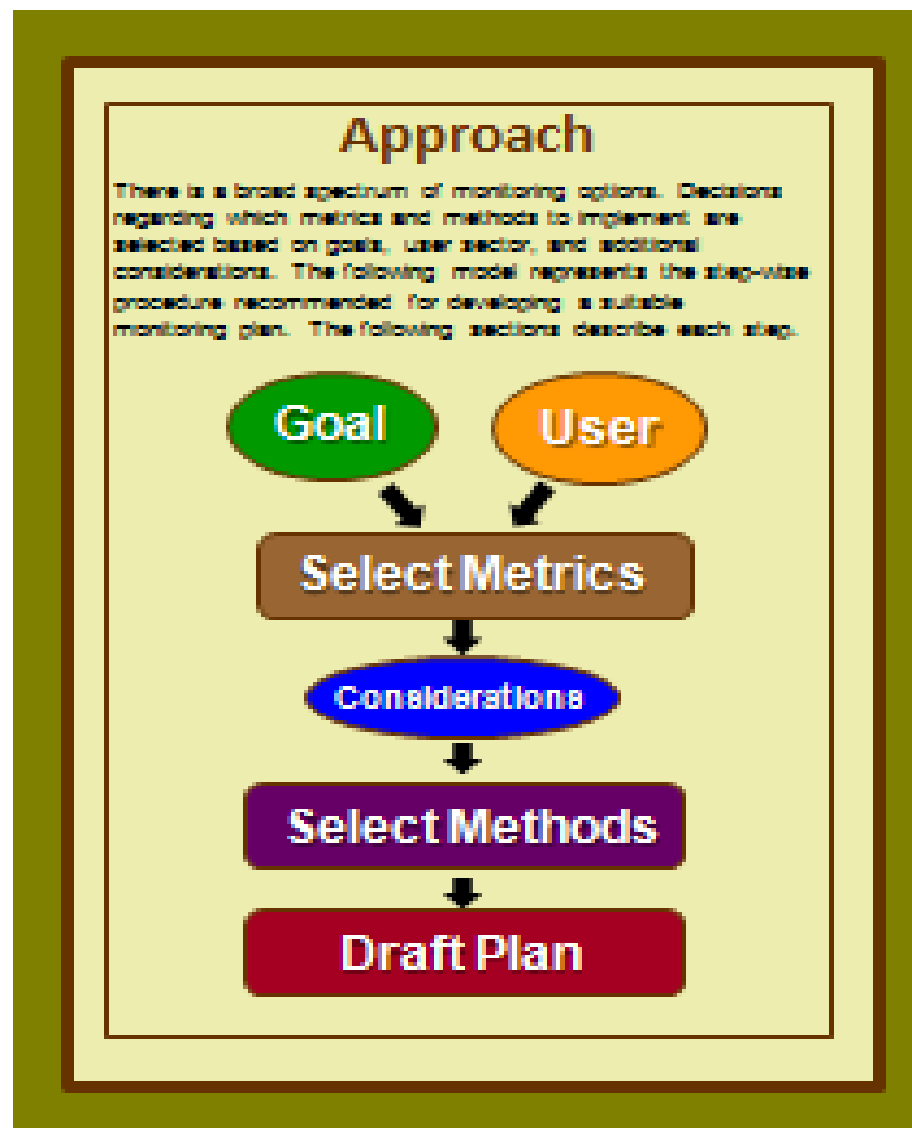 Approach
There is a broad spectrum of monitoring options. Decisions
regarding which metrics and methods to implement are
selected based on goals, user sector, and additional
considerations. The following model represents the step-wise
procedure recommended for developing a suitable
monitoring plan. The following sections describe each step.
Goal
User
Select Metrics
Considerations
Select Methods
Draft Plan